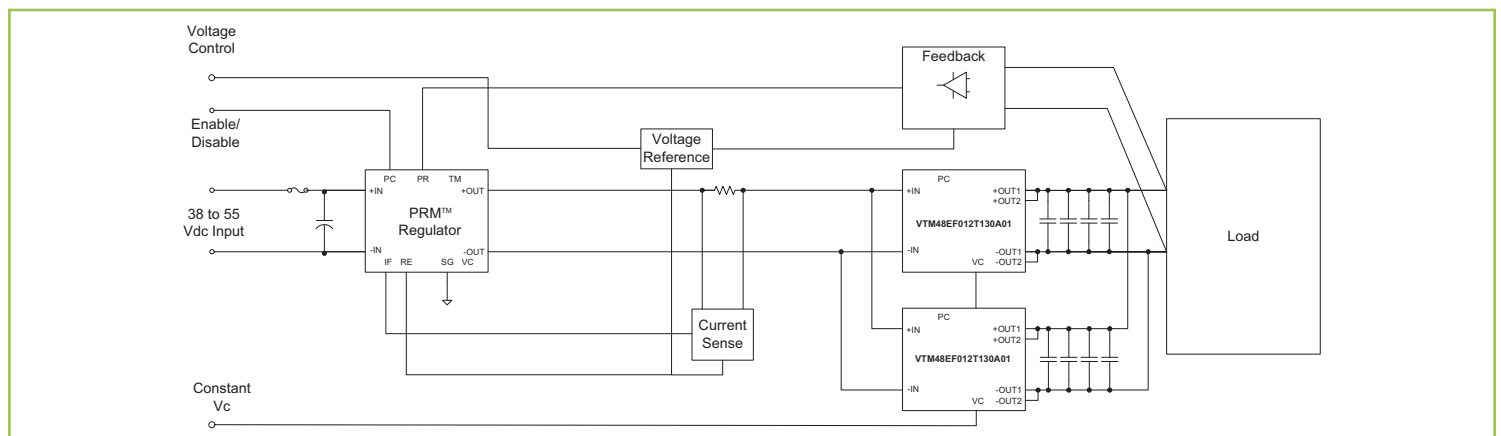 Voltage
Control
Enable/
Disable
38 to 55
Vdc Input
Constant
Vc
PC PR TM
+IN +OUT
PRM™
Regulator
-IN -OUT
IF RE SG VC
Voltage
Reference
Current
Sense
Feedback
PC
+IN +OUT1
+OUT2
VTM48EF012T130A01
-IN -OUT1
-OUT2
VC
PC
+IN +OUT1
+OUT2
VTM48EF012T130A01
-IN -OUT1
-OUT2
VC
Load